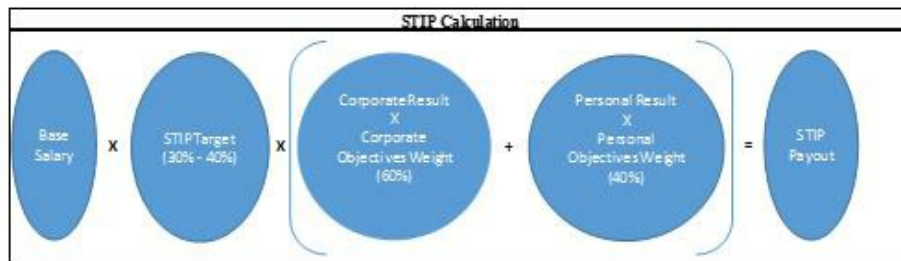 STIP Calculation
Base
Salary
X
STIP Target
(30% - 40%)
X
Corporate Result
X
Corporate
Objectives Weight
(60%)
+
Personal Result
X
Personal
Objectives Weight
(40%)
=
STIP
Payout